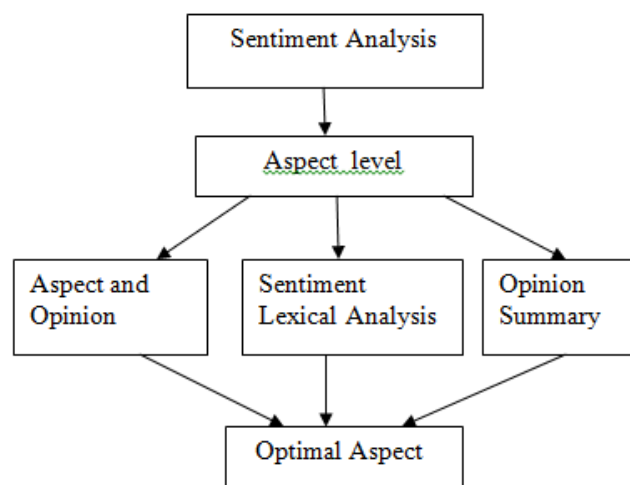 Sentiment Analysis
Aspect level
Aspect and
Opinion
Sentiment
Lexical Analysis
Opinion
Summary
Optimal Aspect